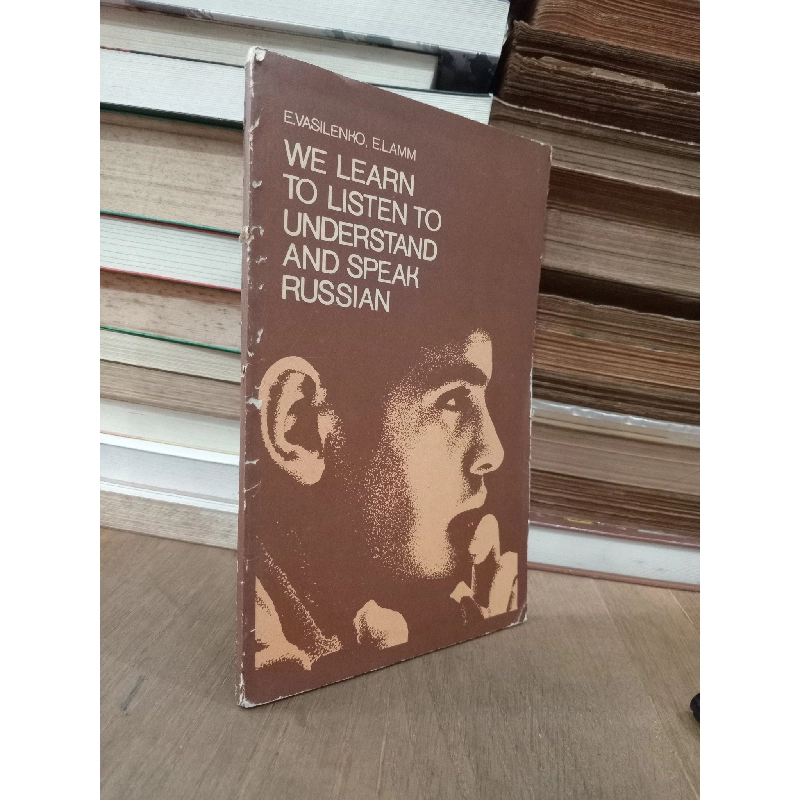 E.VASILENKO, E.LAMM
WE LEARN
TO LISTEN TO
UNDERSTAND
AND SPEAK
RUSSIAN